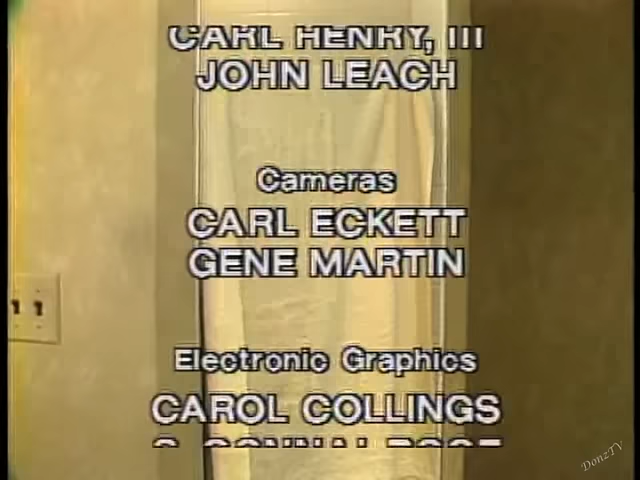 CARL HENRY, III
JOHN LEACH
Cameras
CARL ECKETT
GENE MARTIN
Electronic Graphics
CAROL COLLINGS
DonzTV